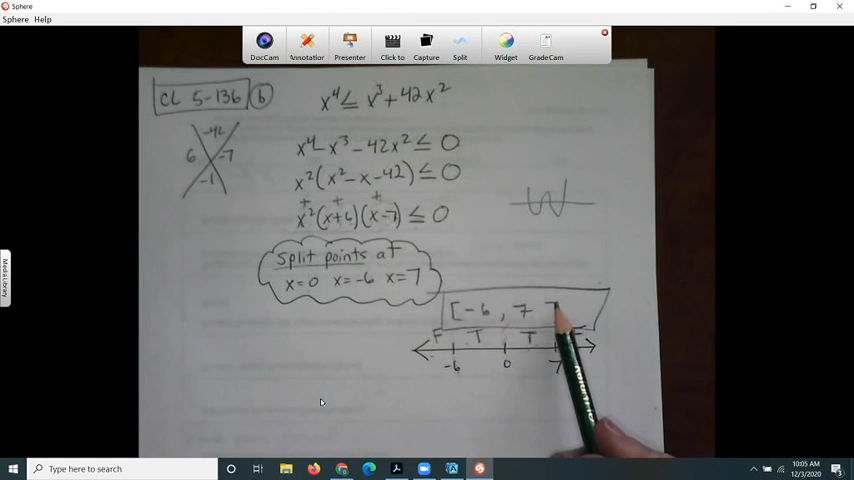 Sphere
Sphere Help
DocCam Annotation Presenter Click to Capture Split Widget GradeCam
Media Library
CL 5-136 b
x⁴ ≤ x³ + 42x²
-42
6 -7
-1
x⁴ - x³ - 42x² ≤ 0
x²(x² - x - 42) ≤ 0
+ + +
x²(x+6)(x-7) ≤ 0
Split points at
x=0 x=-6 x=7
[-6, 7]
F T T F
-6 0 7
Type here to search
10:05 AM
12/3/2020
3